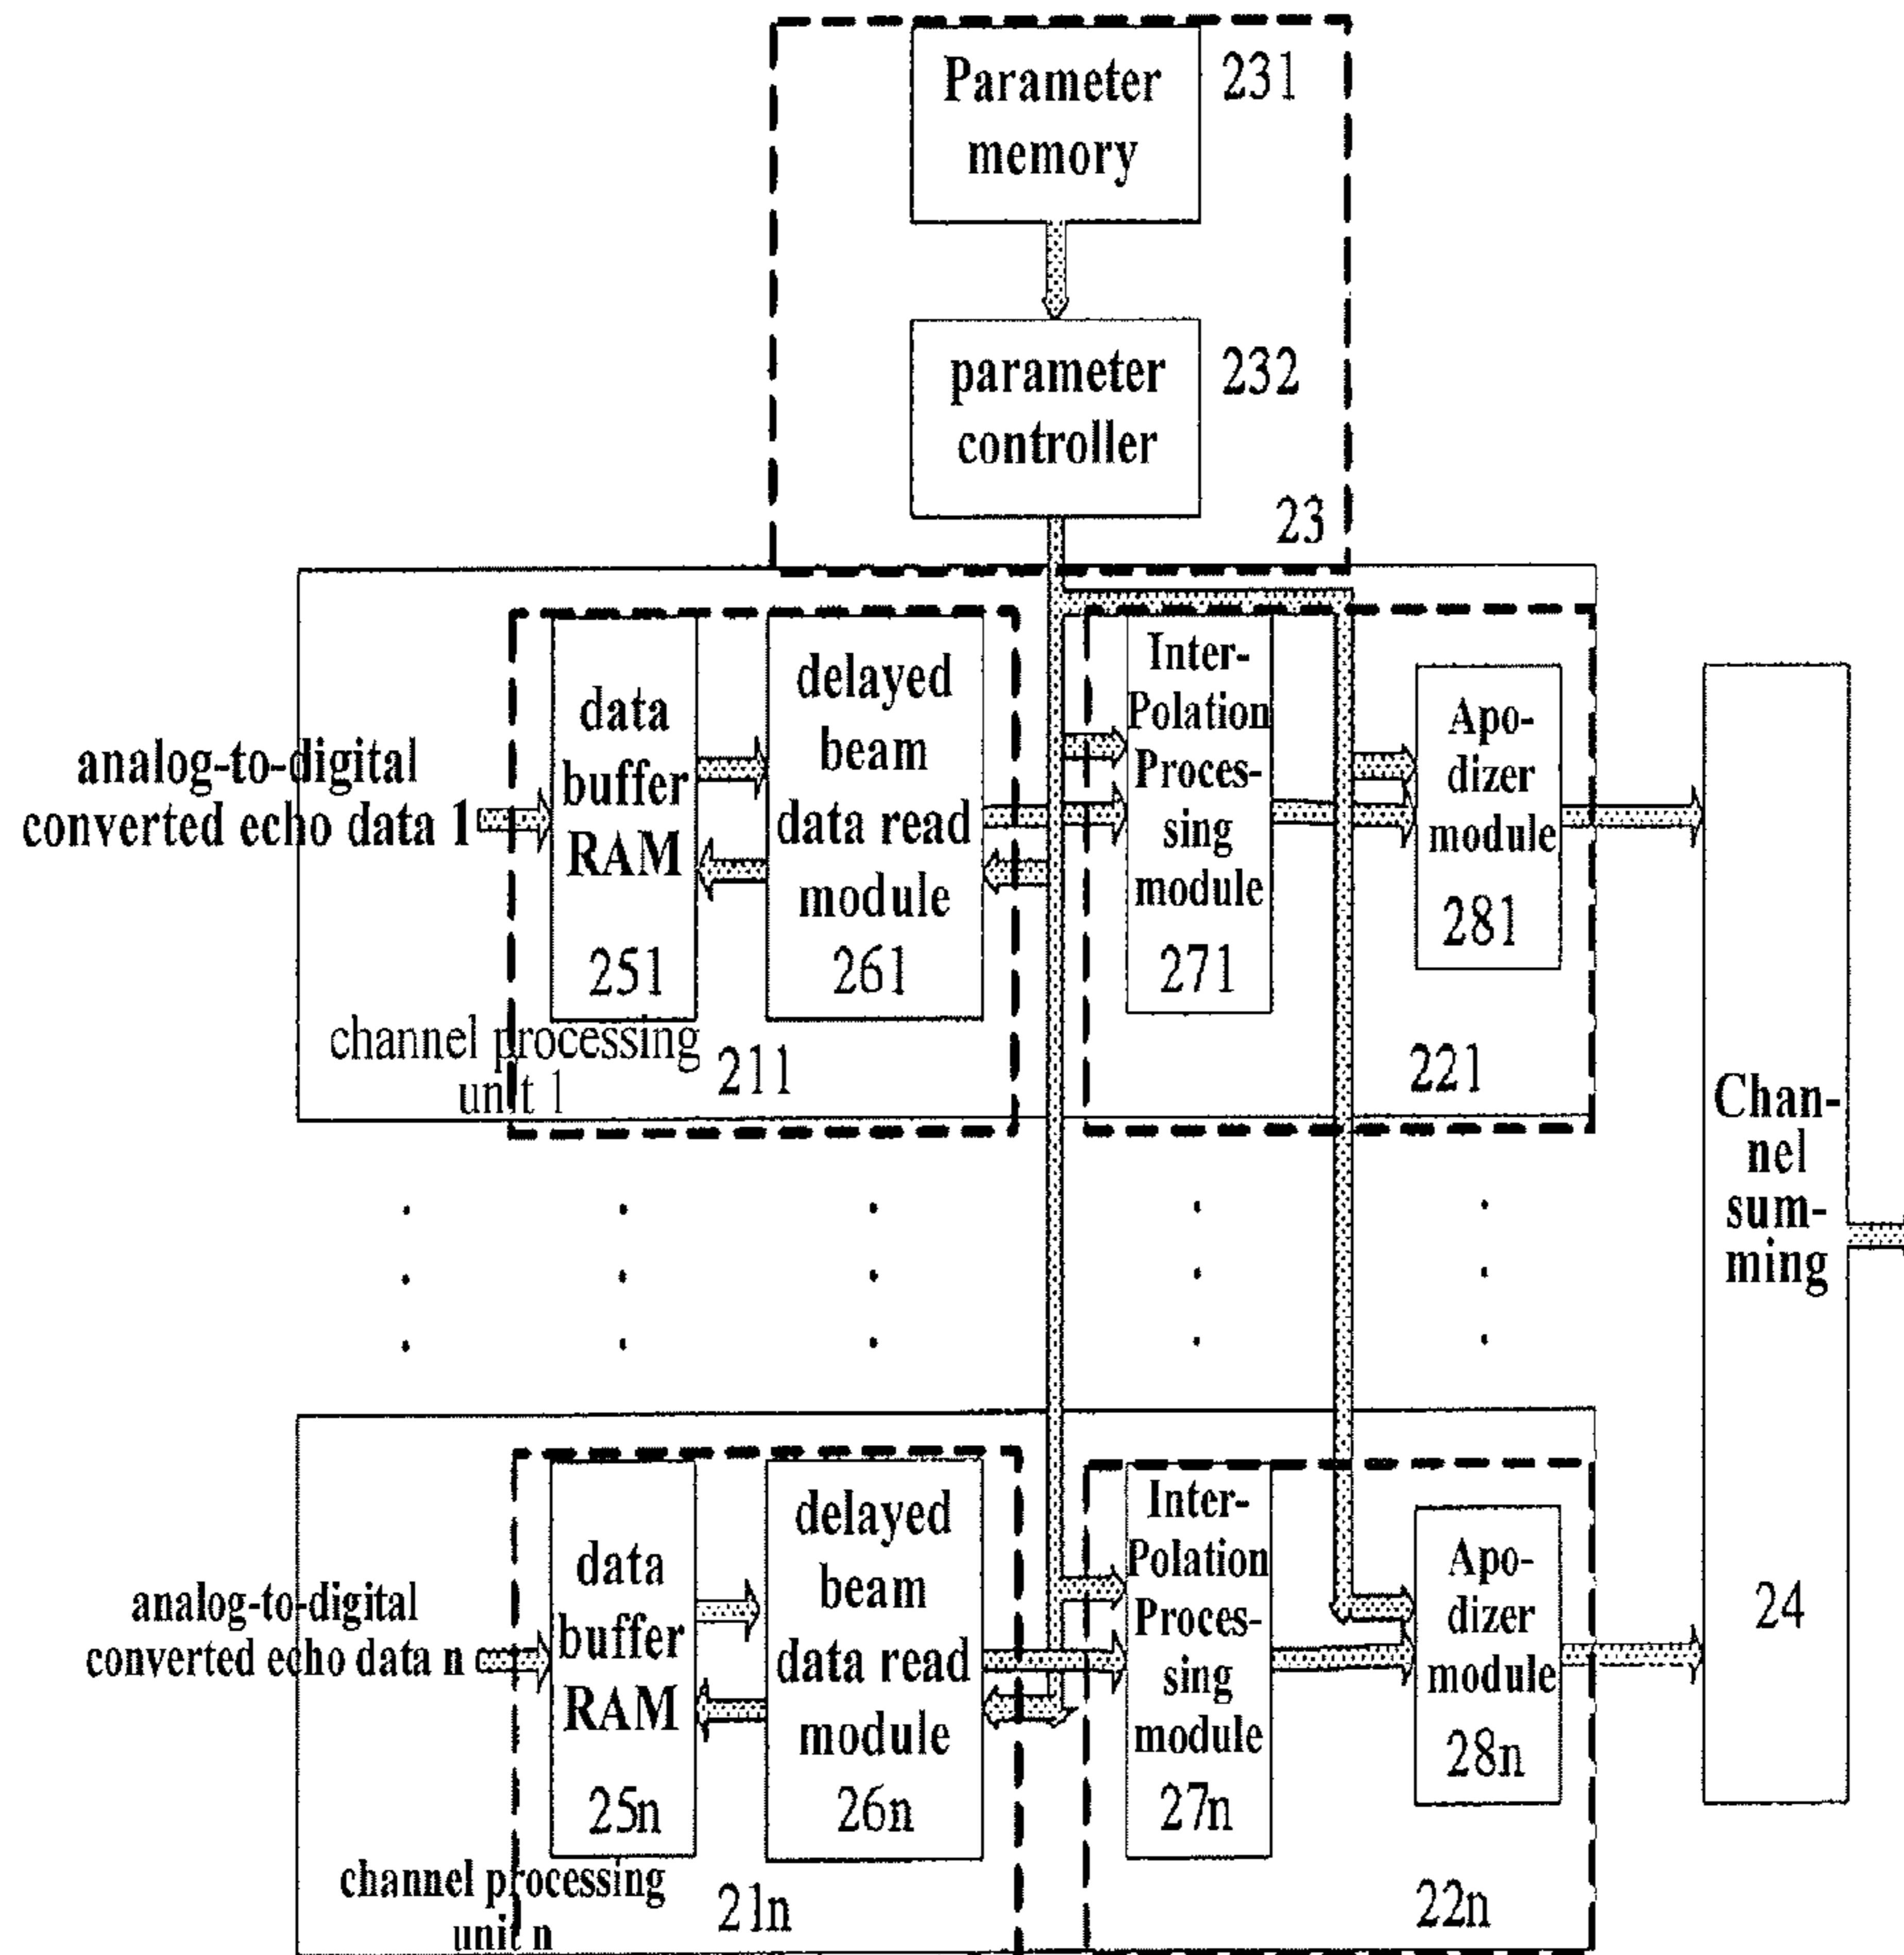 Parameter
memory
231
parameter
controller
232
23
analog-to-digital
converted echo data 1
data
buffer
RAM
251
delayed
beam
data read
module
261
channel processing
unit 1
211
Inter-
Polation
Proces-
sing
module
271
Apo-
dizer
module
281
221
analog-to-digital
converted echo data n
data
buffer
RAM
25n
delayed
beam
data read
module
26n
channel processing
unit n
21n
Inter-
Polation
Proces-
sing
module
27n
Apo-
dizer
module
28n
22n
Chan-
nel
sum-
ming
24